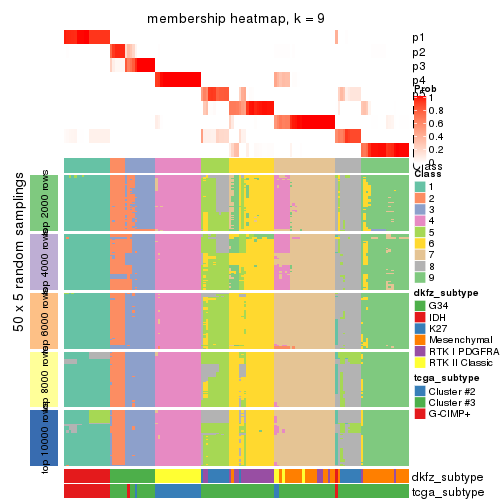 membership heatmap, k = 9
p1
p2
p3
p4
Prob
1
0.8
0.6
0.4
0.2
0
Class
Class
1
2
3
4
5
6
7
8
9
dkfz_subtype
G34
IDH
K27
Mesenchymal
RTK I PDGFRA
RTK II Classic
tcga_subtype
Cluster #2
Cluster #3
G-CIMP+
50 x 5 random samplings
top 2000 rows
top 4000 rows
top 6000 rows
top 8000 rows
top 10000 rows
dkfz_subtype
tcga_subtype